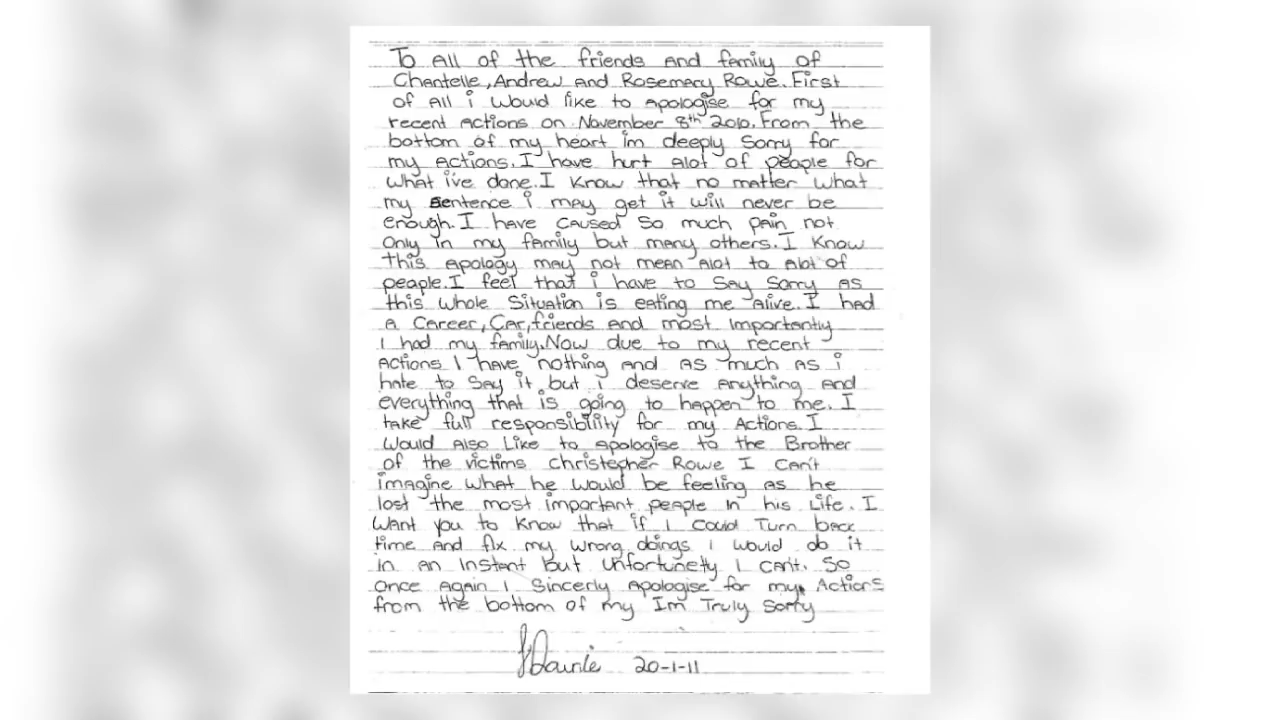 To All of the friends And family of
Chantelle, Andrew And Rosemary Rowe. First
of All i Would like to Apologise for my
recent Actions on November 8th 2010. From the
bottom of my heart im deeply Sorry for
my Actions. I have hurt Alot of people for
What ive done. I Know that no matter what
my Sentence i may get it will never be
enough. I have CAUSED So much pain not
only in my family but many others. I Know
this Apology may not mean Alot to Alot of
people. I feel that i have to Say Sorry As
this Whole Situation is eating me Alive. I had
a Career, Car, friends And most importantly
I had my family. Now due to my recent
Actions I have nothing and As much As i
hate to Say it but i deserve Anything And
everything that is going to happen to me. I
take full responsibility for my Actions. I
Would Also Like to Apologise to the Brother
of the victims Christopher Rowe I Can't
imagine What he Would be feeling As he
lost the most important people in his Life. I
Want you to Know that if I Could Turn back
time And fix my wrong doings I Would do it
in an instant but Unfortunetly I CAn't. So
Once Again I Sincerly Apologise for my Actions
from the bottom of my Im Truly Sorry
20-1-11